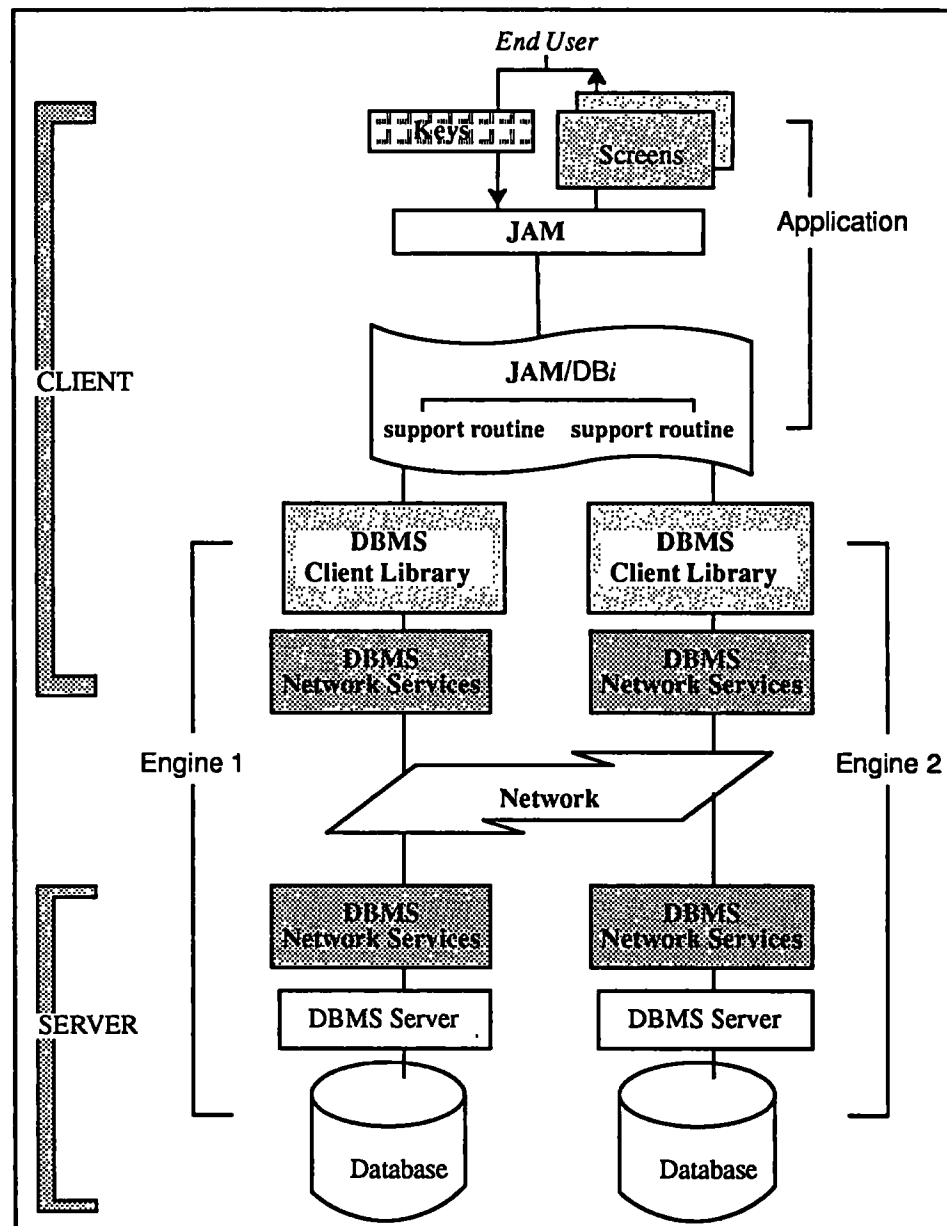 End User
Keys
Screens
JAM
Application
CLIENT
JAM/DBi
support routine support routine
DBMS
Client Library
DBMS
Client Library
DBMS
Network Services
DBMS
Network Services
Engine 1
Engine 2
Network
DBMS
Network Services
DBMS
Network Services
SERVER
DBMS Server
DBMS Server
Database
Database